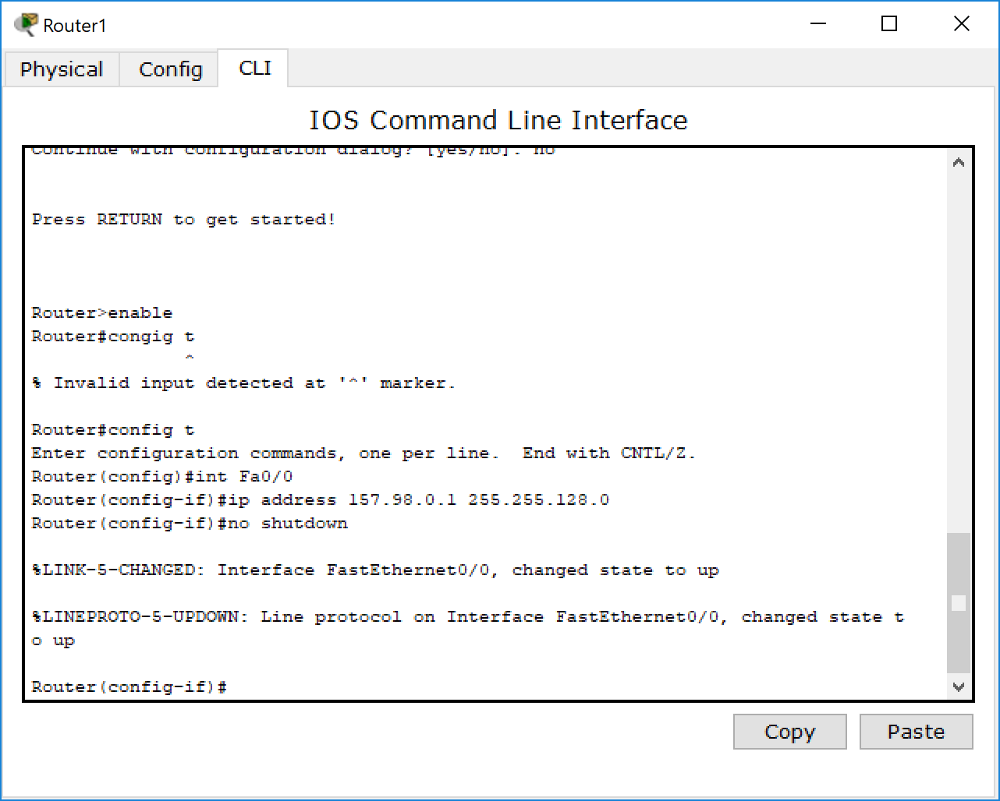 Router1
Physical
Config
CLI
IOS Command Line Interface
Continue with configuration dialog? [yes/no]: no
Press RETURN to get started!
Router>enable
Router#congig t
^
% Invalid input detected at '^' marker.
Router#config t
Enter configuration commands, one per line.  End with CNTL/Z.
Router(config)#int Fa0/0
Router(config-if)#ip address 157.98.0.1 255.255.128.0
Router(config-if)#no shutdown
%LINK-5-CHANGED: Interface FastEthernet0/0, changed state to up
%LINEPROTO-5-UPDOWN: Line protocol on Interface FastEthernet0/0, changed state t
o up
Router(config-if)#
Copy
Paste